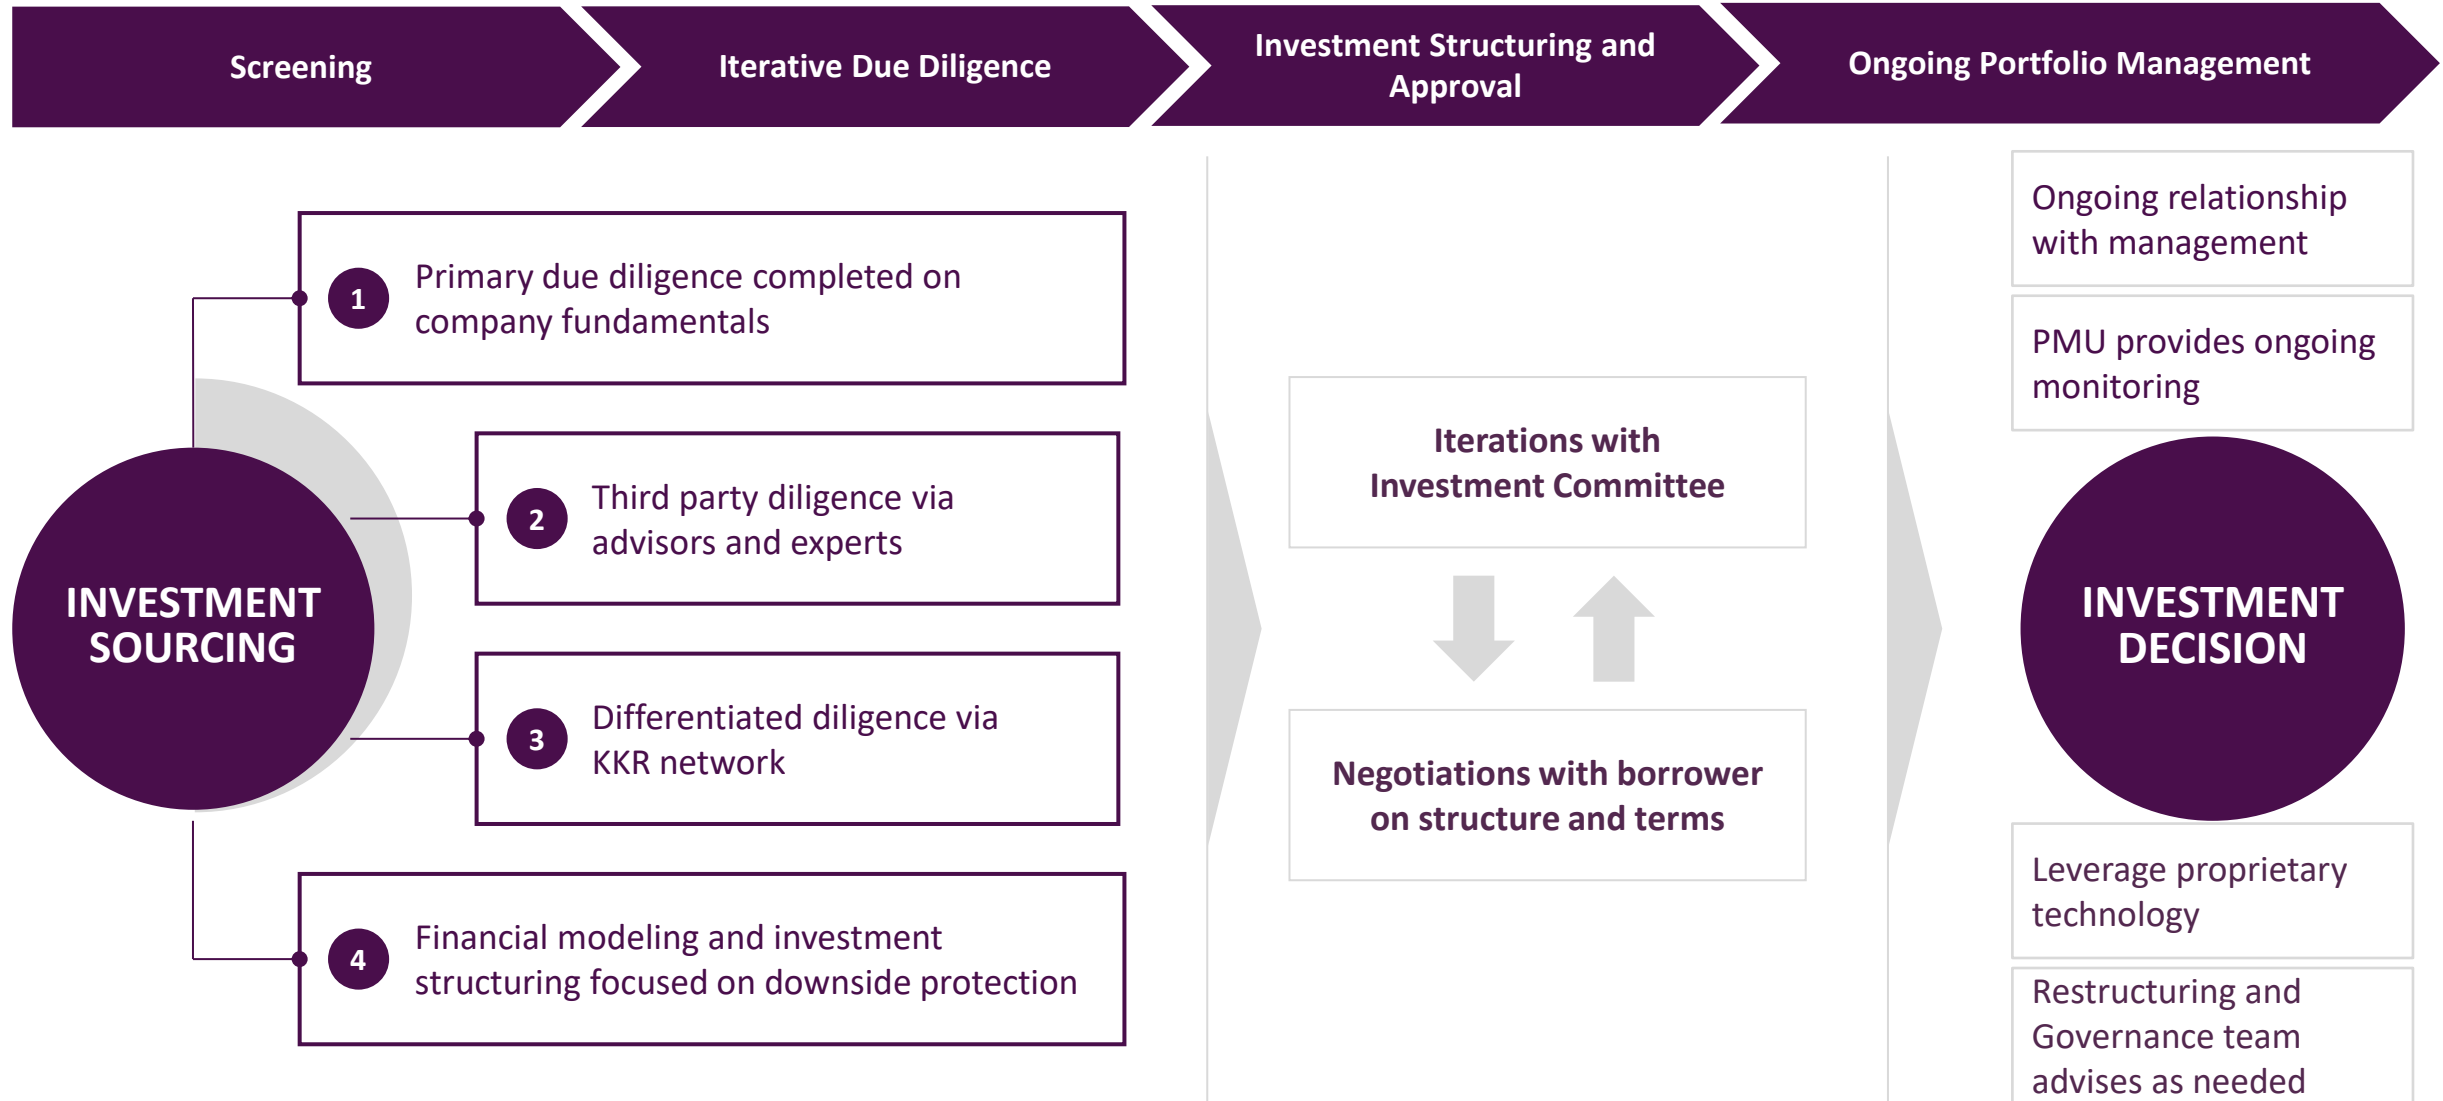 Screening
Iterative Due Diligence
Investment Structuring and
Approval
Ongoing Portfolio Management
INVESTMENT
SOURCING
1
Primary due diligence completed on
company fundamentals
2
Third party diligence via
advisors and experts
3
Differentiated diligence via
KKR network
4
Financial modeling and investment
structuring focused on downside protection
Iterations with
Investment Committee
Negotiations with borrower
on structure and terms
Ongoing relationship
with management
PMU provides ongoing
monitoring
INVESTMENT
DECISION
Leverage proprietary
technology
Restructuring and
Governance team
advises as needed